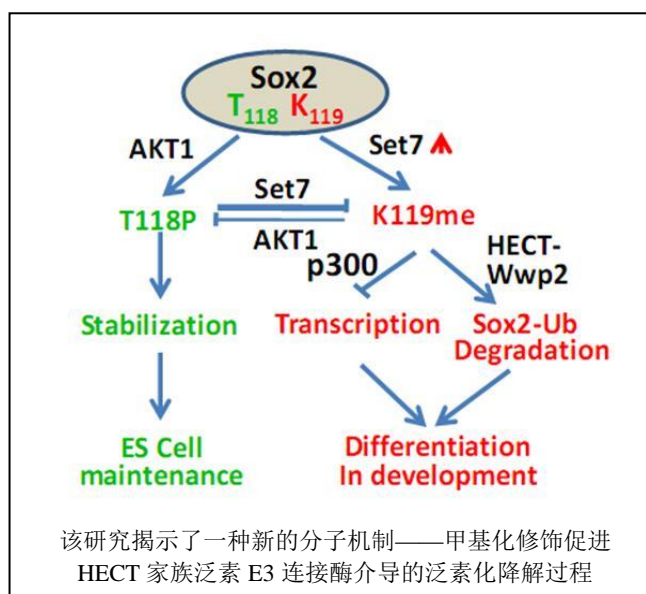 Sox2
T118 K119
AKT1
Set7
Set7
T118P
K119me
AKT1
p300
HECT-
Wwp2
Stabilization
Transcription
Sox2-Ub
Degradation
ES Cell
maintenance
Differentiation
In development
该研究揭示了一种新的分子机制——甲基化修饰促进
HECT 家族泛素 E3 连接酶介导的泛素化降解过程